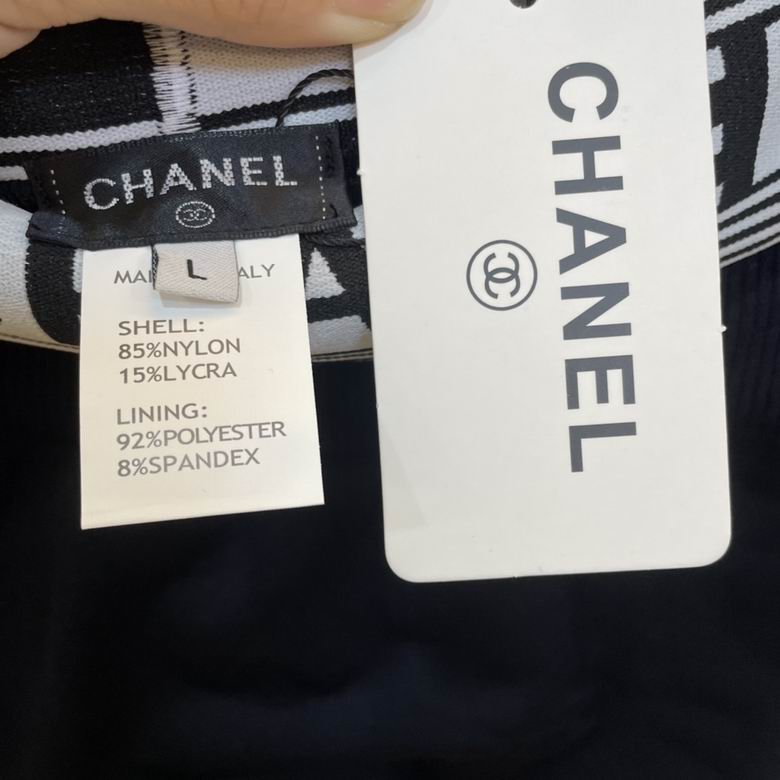 CHANEL
L
SHELL:
85%NYLON
15%LYCRA
LINING:
92%POLYESTER
8%SPANDEX
CHANEL